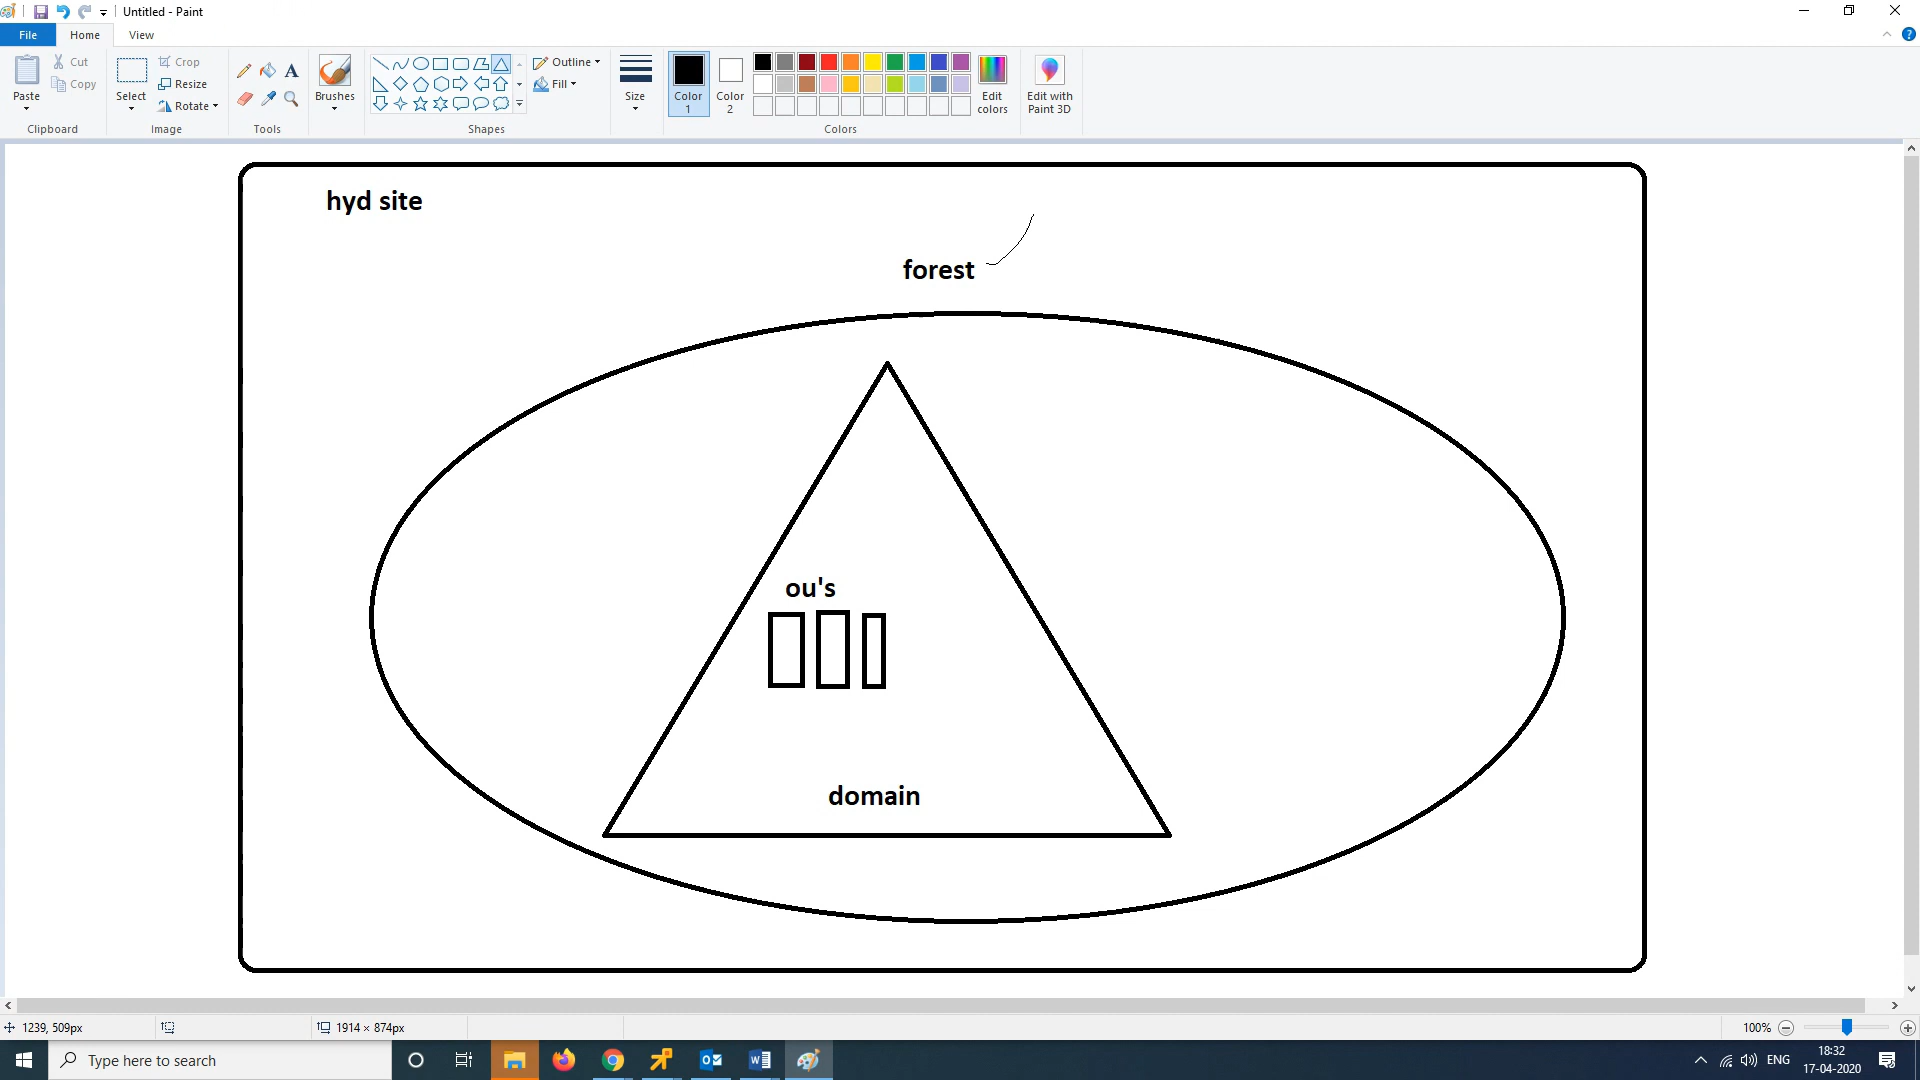 Untitled - Paint
File Home View
Paste
Cut
Copy
Clipboard
Select
Crop
Resize
Rotate
Image
A
Tools
Brushes
Shapes
Outline
Fill
Size
Color 1
Color 2
Edit colors
Colors
Edit with Paint 3D
hyd site
forest
ou's
domain
1239, 509px
1914 × 874px
100%
Type here to search
ENG
18:32
17-04-2020